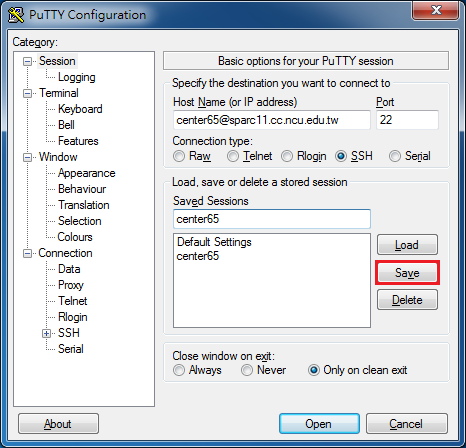 PuTTY Configuration
Category:
Session
Logging
Terminal
Keyboard
Bell
Features
Window
Appearance
Behaviour
Translation
Selection
Colours
Connection
Data
Proxy
Telnet
Rlogin
SSH
Serial
Basic options for your PuTTY session
Specify the destination you want to connect to
Host Name (or IP address) Port
center65@sparc11.cc.ncu.edu.tw 22
Connection type:
Raw Telnet Rlogin SSH Serial
Load, save or delete a stored session
Saved Sessions
center65
Default Settings
center65
Load
Save
Delete
Close window on exit:
Always Never Only on clean exit
About Open Cancel